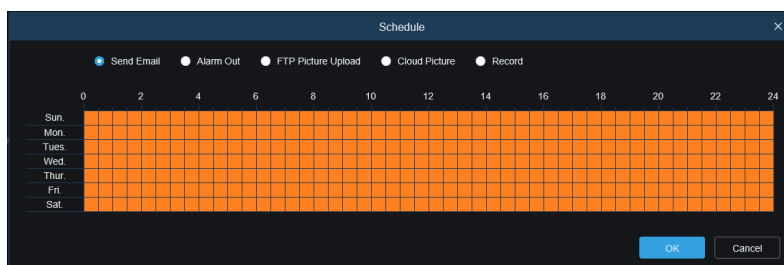 Schedule ×
Send Email Alarm Out FTP Picture Upload Cloud Picture Record
0 2 4 6 8 10 12 14 16 18 20 22 24
Sun.
Mon.
Tues.
Wed.
Thur.
Fri.
Sat.
OK Cancel